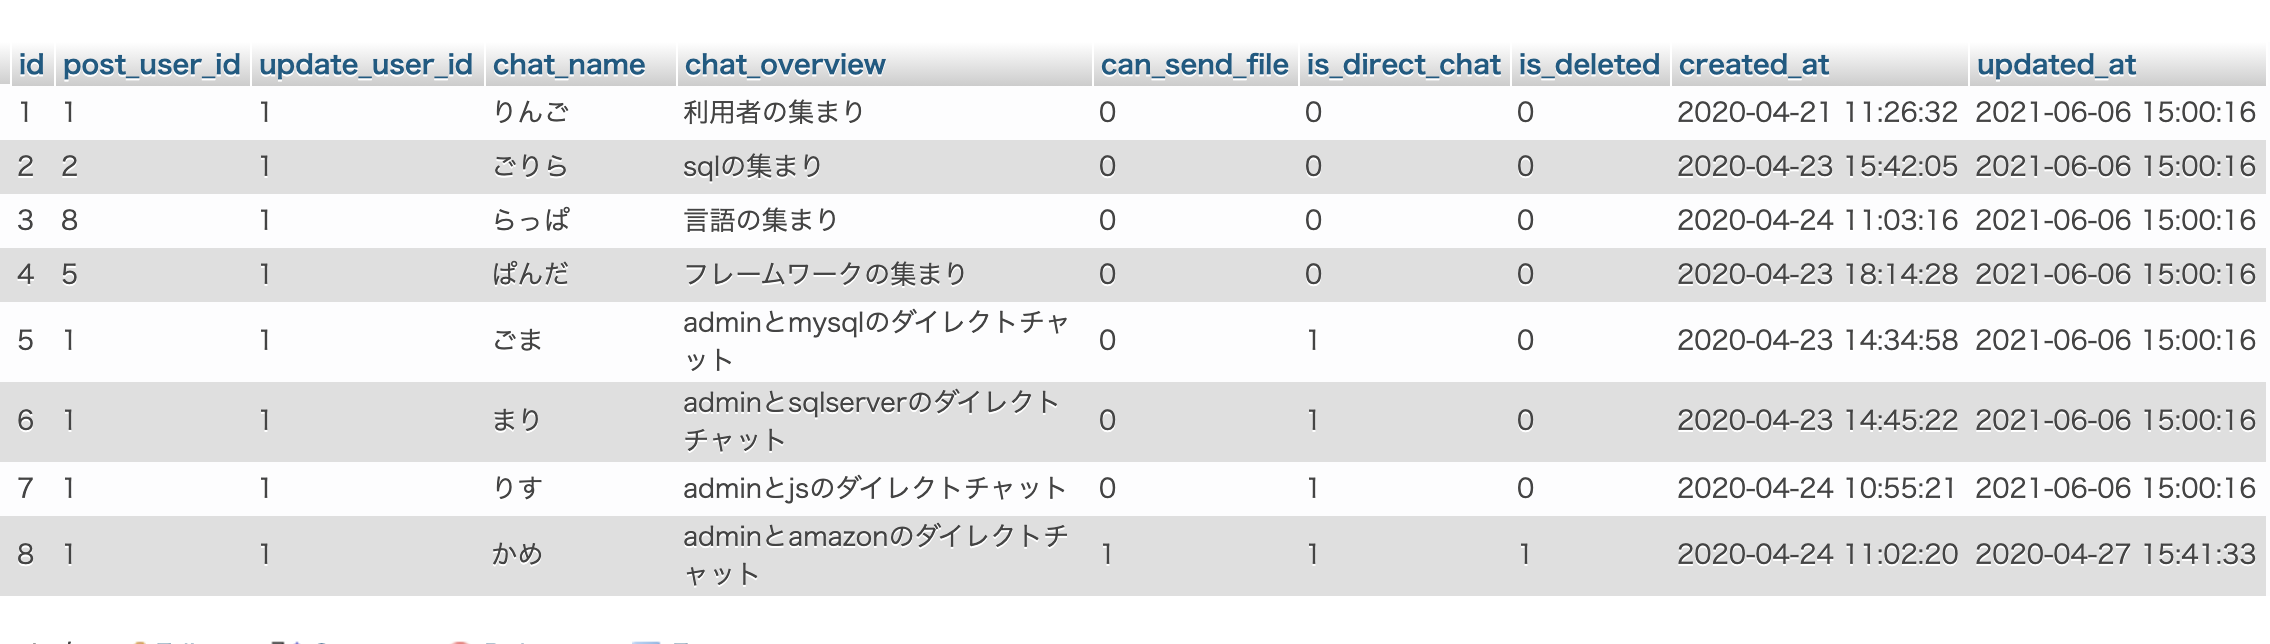 id post_user_id update_user_id chat_name chat_overview can_send_file is_direct_chat is_deleted created_at updated_at
1 1 1 りんご 利用者の集まり 0 0 0 2020-04-21 11:26:32 2021-06-06 15:00:16
2 2 1 ごりら sqlの集まり 0 0 0 2020-04-23 15:42:05 2021-06-06 15:00:16
3 8 1 らっぱ 言語の集まり 0 0 0 2020-04-24 11:03:16 2021-06-06 15:00:16
4 5 1 ぱんだ フレームワークの集まり 0 0 0 2020-04-23 18:14:28 2021-06-06 15:00:16
5 1 1 ごま adminとmysqlのダイレクトチャ
ット 0 1 0 2020-04-23 14:34:58 2021-06-06 15:00:16
6 1 1 まり adminとsqlserverのダイレクト
チャット 0 1 0 2020-04-23 14:45:22 2021-06-06 15:00:16
7 1 1 りす adminとjsのダイレクトチャット 0 1 0 2020-04-24 10:55:21 2021-06-06 15:00:16
8 1 1 かめ adminとamazonのダイレクトチ
ャット 1 1 1 2020-04-24 11:02:20 2020-04-27 15:41:33